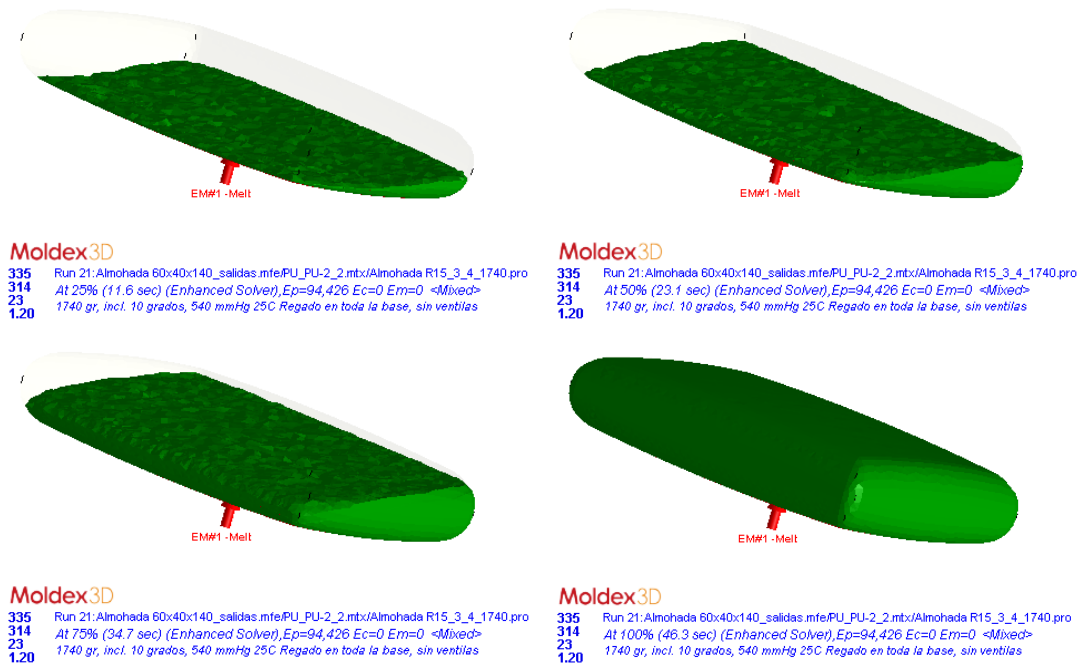 EM#1 -Melt
EM#1 -Melt
Moldex3D
335 Run 21:Almohada 60x40x140_salidas.mfe/PU_PU-2_2.mtx/Almohada R15_3_4_1740.pro
314 At 25% (11.6 sec) (Enhanced Solver),Ep=94,426 Ec=0 Em=0 <Mixed>
23 1740 gr, incl. 10 grados, 540 mmHg 25C Regado en toda la base, sin ventilas
1.20
Moldex3D
335 Run 21:Almohada 60x40x140_salidas.mfe/PU_PU-2_2.mtx/Almohada R15_3_4_1740.pro
314 At 50% (23.1 sec) (Enhanced Solver),Ep=94,426 Ec=0 Em=0 <Mixed>
23 1740 gr, incl. 10 grados, 540 mmHg 25C Regado en toda la base, sin ventilas
1.20
EM#1 -Melt
EM#1 -Melt
Moldex3D
335 Run 21:Almohada 60x40x140_salidas.mfe/PU_PU-2_2.mtx/Almohada R15_3_4_1740.pro
314 At 75% (34.7 sec) (Enhanced Solver),Ep=94,426 Ec=0 Em=0 <Mixed>
23 1740 gr, incl. 10 grados, 540 mmHg 25C Regado en toda la base, sin ventilas
1.20
Moldex3D
335 Run 21:Almohada 60x40x140_salidas.mfe/PU_PU-2_2.mtx/Almohada R15_3_4_1740.pro
314 At 100% (46.3 sec) (Enhanced Solver),Ep=94,426 Ec=0 Em=0 <Mixed>
23 1740 gr, incl. 10 grados, 540 mmHg 25C Regado en toda la base, sin ventilas
1.20